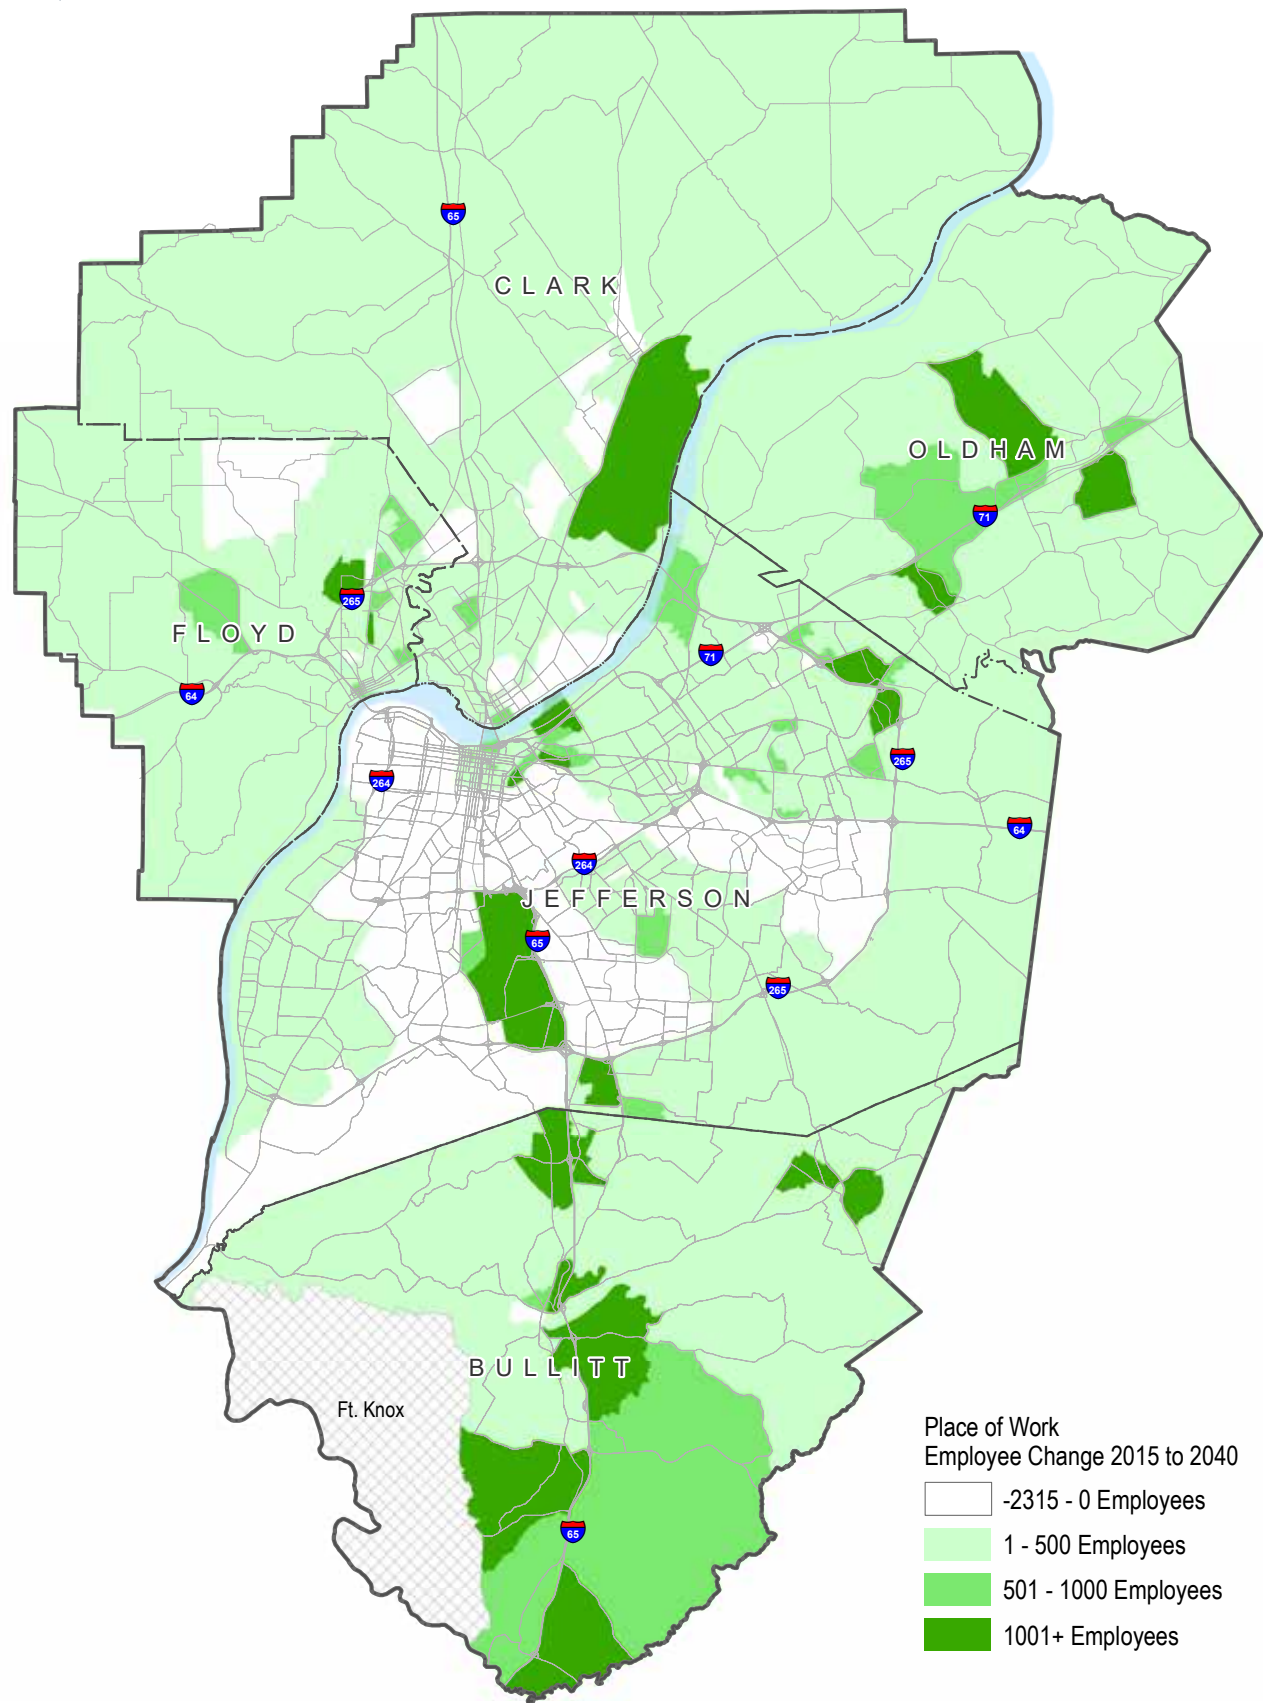 65
CLARK
OLDHAM
71
265
FLOYD
71
64
265
264
64
264
JEFFERSON
65
265
BULLITT
Ft. Knox
65
Place of Work
Employee Change 2015 to 2040
-2315 - 0 Employees
1 - 500 Employees
501 - 1000 Employees
1001+ Employees